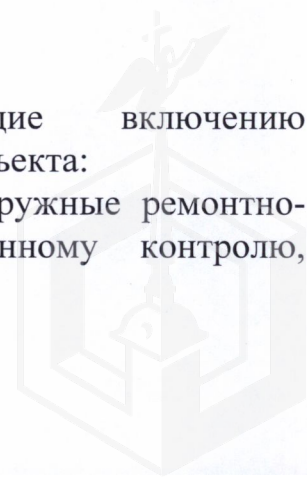 щие включению
ъекта:
ружные ремонтно-
нному контролю,